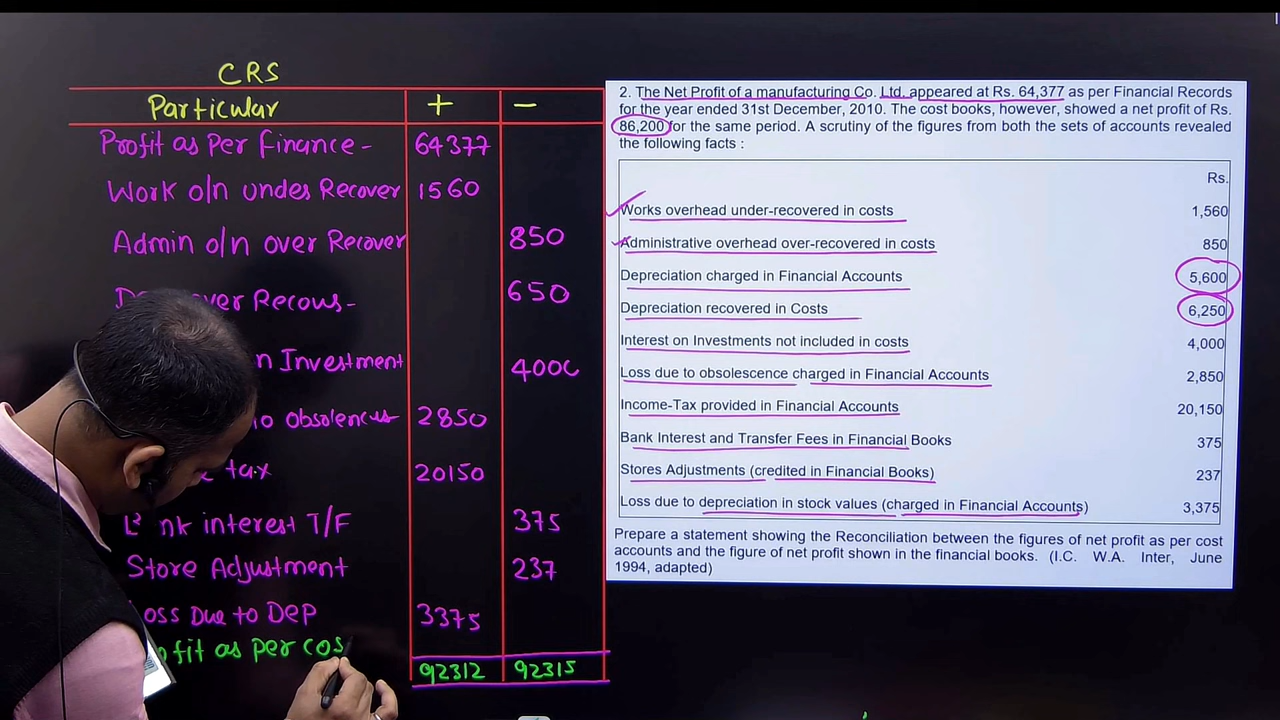 CRS
Particular + -
Profit as Per Finance - 64377
Work o/n undes Recover 1560
Admin o/n over Recover 850
Recous- 650
n Investment 4000
to Obsolences 2850
tax 20150
nk interest T/F 375
Store Adjustment 237
oss Due to Dep 3375
ofit as per cos
92312 92315
2. The Net Profit of a manufacturing Co. Ltd. appeared at Rs. 64,377 as per Financial Records
for the year ended 31st December, 2010. The cost books, however, showed a net profit of Rs.
86,200 for the same period. A scrutiny of the figures from both the sets of accounts revealed
the following facts :
Rs.
Works overhead under-recovered in costs 1,560
Administrative overhead over-recovered in costs 850
Depreciation charged in Financial Accounts 5,600
Depreciation recovered in Costs 6,250
Interest on Investments not included in costs 4,000
Loss due to obsolescence charged in Financial Accounts 2,850
Income-Tax provided in Financial Accounts 20,150
Bank Interest and Transfer Fees in Financial Books 375
Stores Adjustments (credited in Financial Books) 237
Loss due to depreciation in stock values (charged in Financial Accounts) 3,375
Prepare a statement showing the Reconciliation between the figures of net profit as per cost
accounts and the figure of net profit shown in the financial books. (I.C. W.A. Inter, June
1994, adapted)